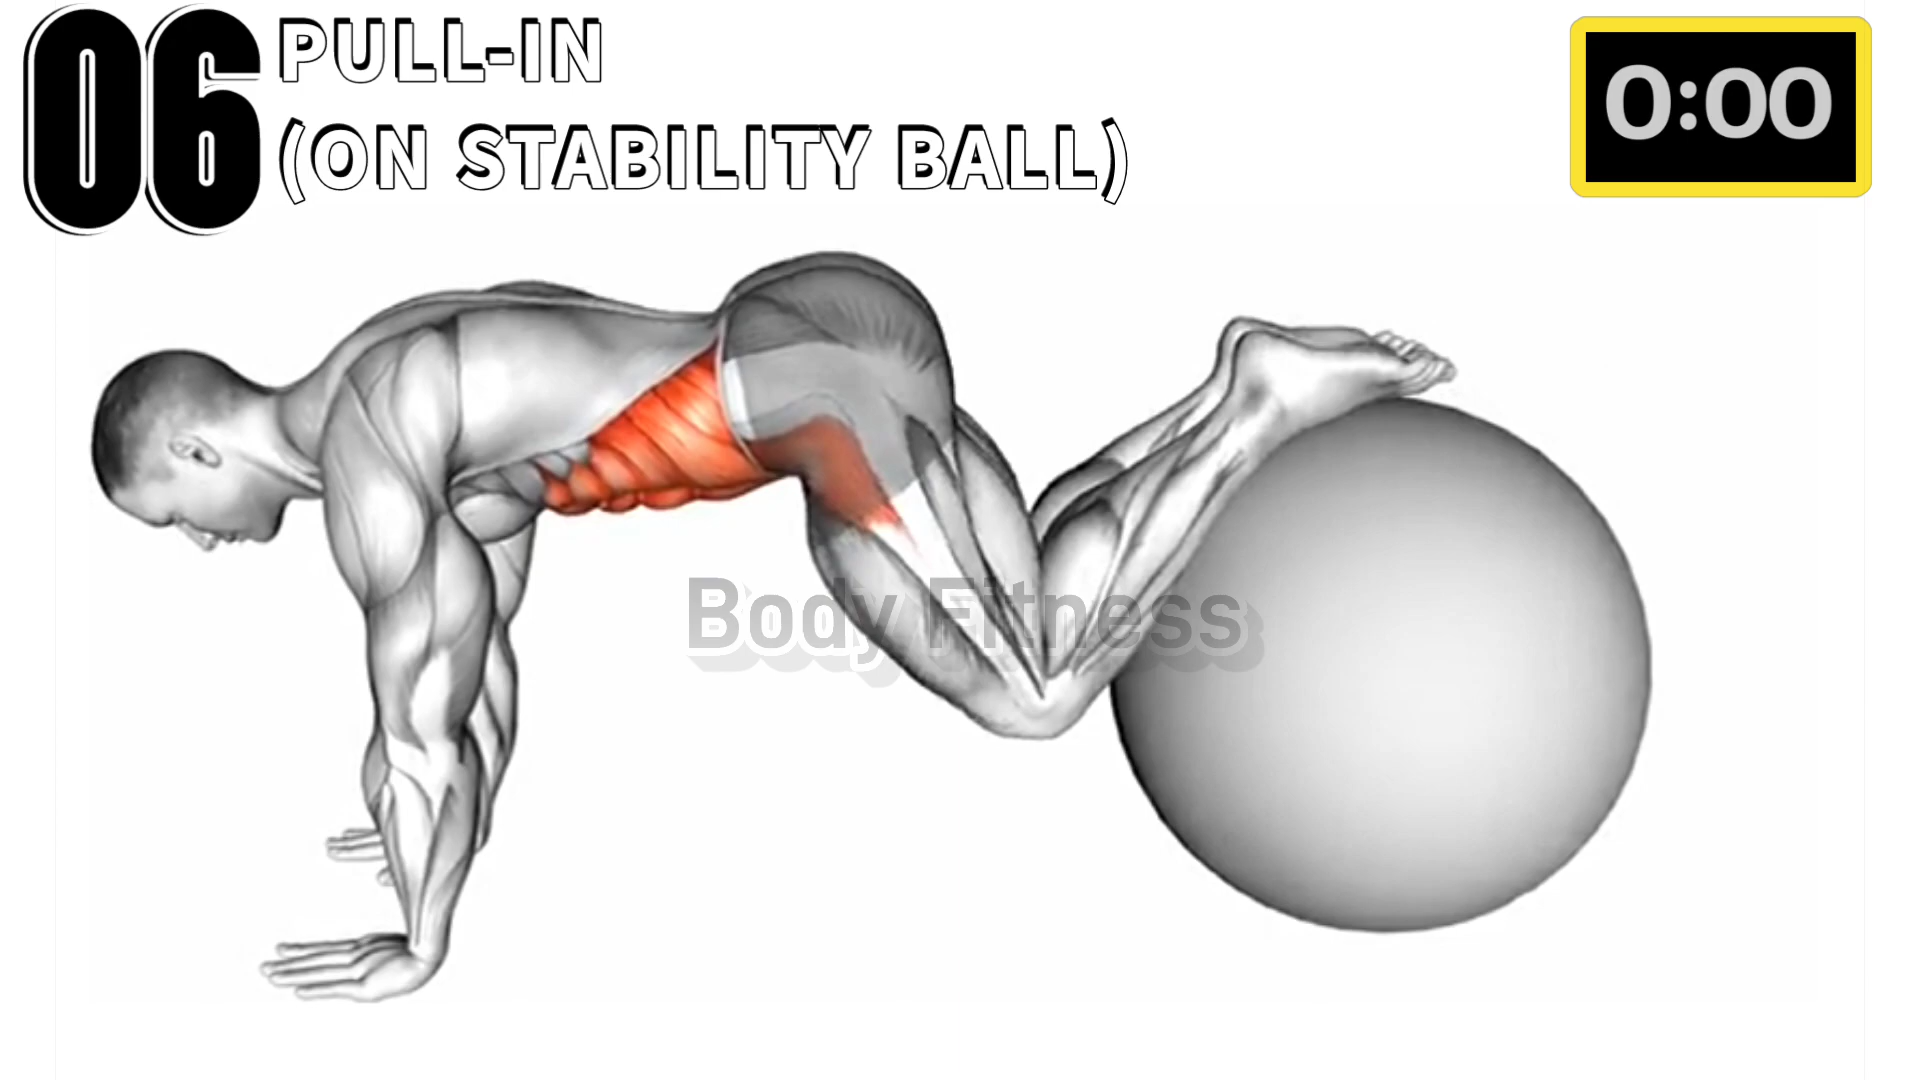 06
PULL-IN
(ON STABILITY BALL)
0:00
Body Fitness